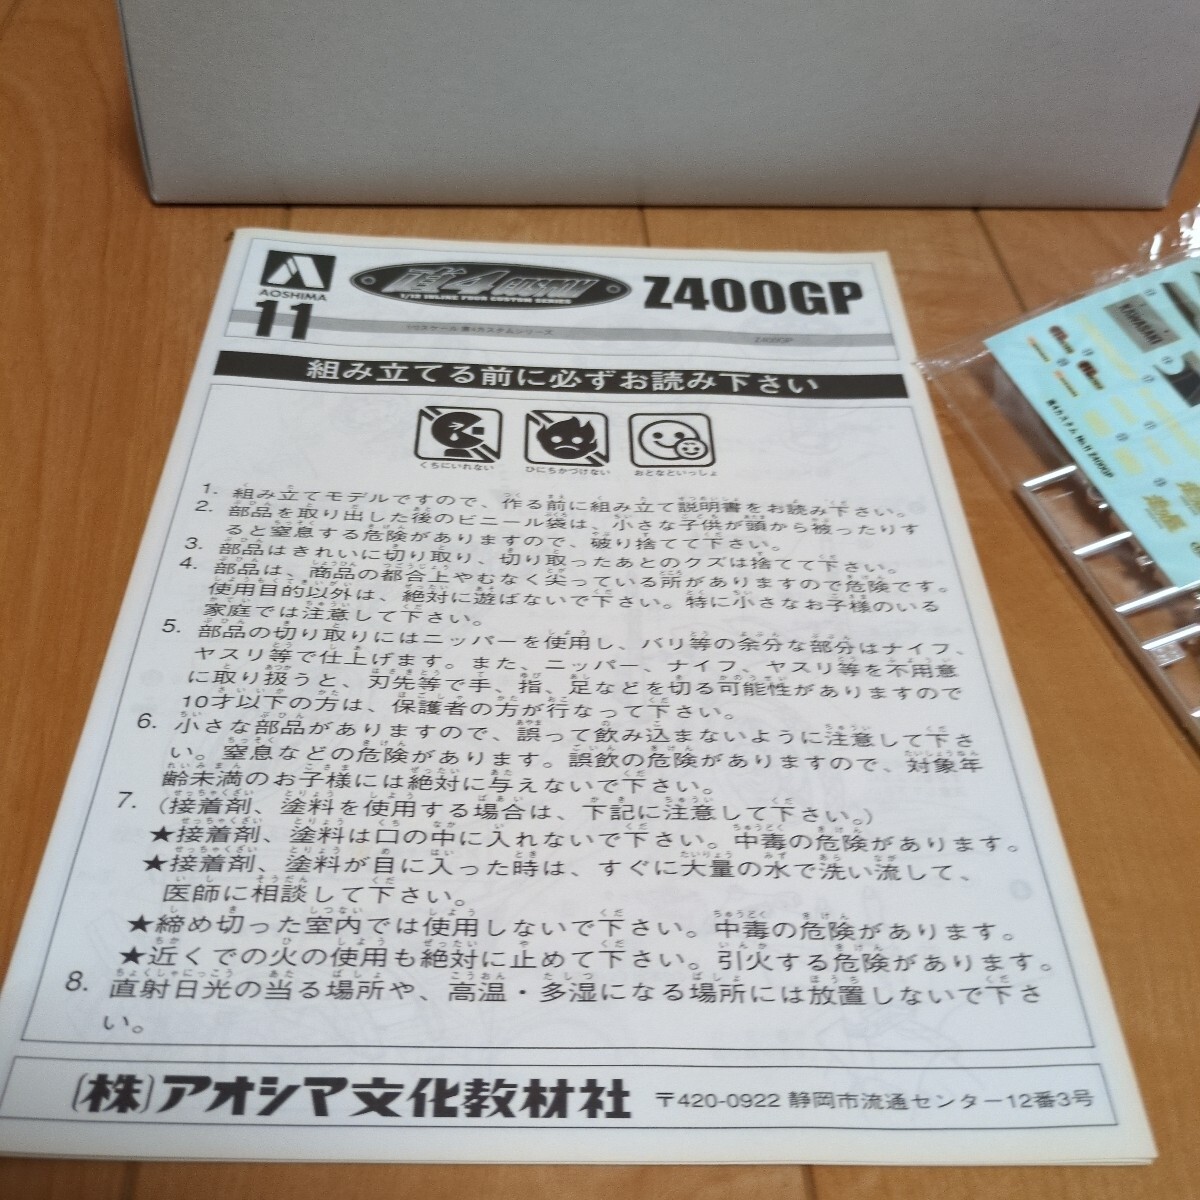 AOSHIMA
11
直4 CUSTOM
1/12 INLINE FOUR CUSTOM SERIES
Z400GP
Z400GP
組み立てる前に必ずお読み下さい
くちにいれない
ひにちかづけない
おとなといっしょ
1. 組み立てモデルですので、作る前に組み立て説明書をお読み下さい。
2. 部品を取り出した後のビニール袋は、小さな子供が頭から被ったりす
ると窒息する危険がありますので、破り捨てて下さい。
3. 部品はきれいに切り取り、切り取ったあとのクズは捨てて下さい。
4. 部品は、商品の都合上やむなく尖っている所がありますので危険です。
使用目的以外は、絶対に遊ばないで下さい。特に小さなお子様のいる
家庭では注意して下さい。
5. 部品の切り取りにはニッパーを使用し、バリ等の余分な部分はナイフ、
ヤスリ等で仕上げます。また、ニッパー、ナイフ、ヤスリ等を不用意
に取り扱うと、刃先等で手、指、足などを切る可能性がありますので
10才以下の方は、保護者の方が行なって下さい。
6. 小さな部品がありますので、誤って飲み込まないように注意して下さ
い。窒息などの危険があります。誤飲の危険がありますので、対象年
齢未満のお子様には絶対に与えないで下さい。
7. (接着剤、塗料を使用する場合は、下記に注意して下さい。)
★接着剤、塗料は口の中に入れないで下さい。中毒の危険があります。
★接着剤、塗料が目に入った時は、すぐに大量の水で洗い流して、
医師に相談して下さい。
★締め切った室内では使用しないで下さい。中毒の危険があります。
★近くでの火の使用も絶対に止めて下さい。引火する危険があります。
8. 直射日光の当る場所や、高温・多湿になる場所には放置しないで下さ
い。
(株)アオシマ文化教材社 〒420-0922 静岡市流通センター12番3号
KAWASAKI
直4カスタム No.11 Z400GP